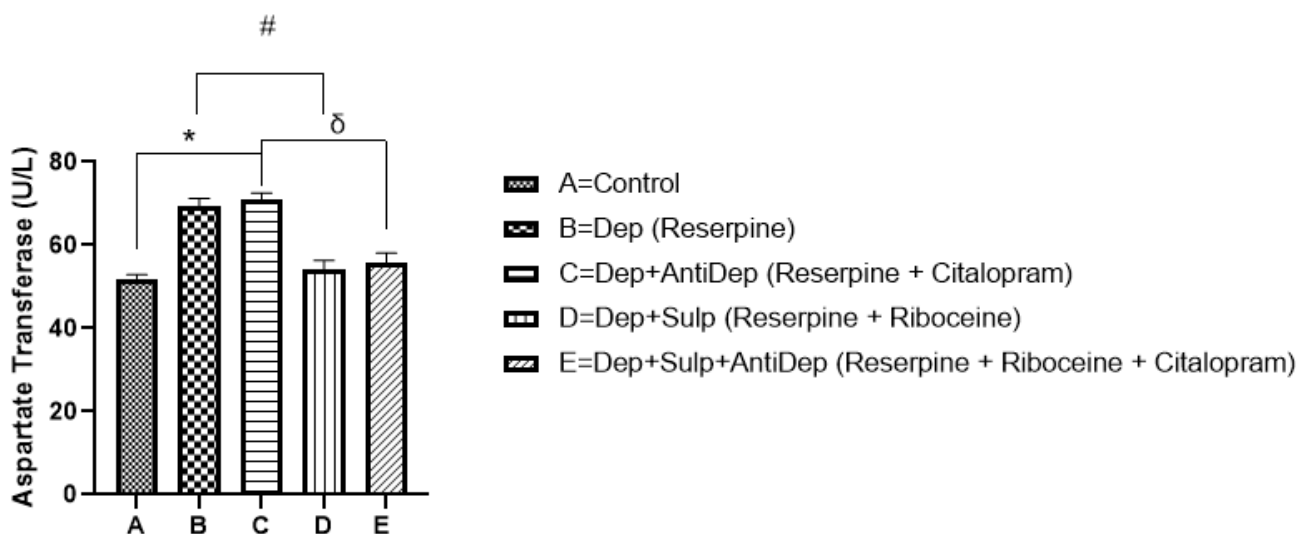 #
*
δ
Aspartate Transferase (U/L)
80
60
40
20
0
A
B
C
D
E
A=Control
B=Dep (Reserpine)
C=Dep+AntiDep (Reserpine + Citalopram)
D=Dep+Sulp (Reserpine + Riboceine)
E=Dep+Sulp+AntiDep (Reserpine + Riboceine + Citalopram)